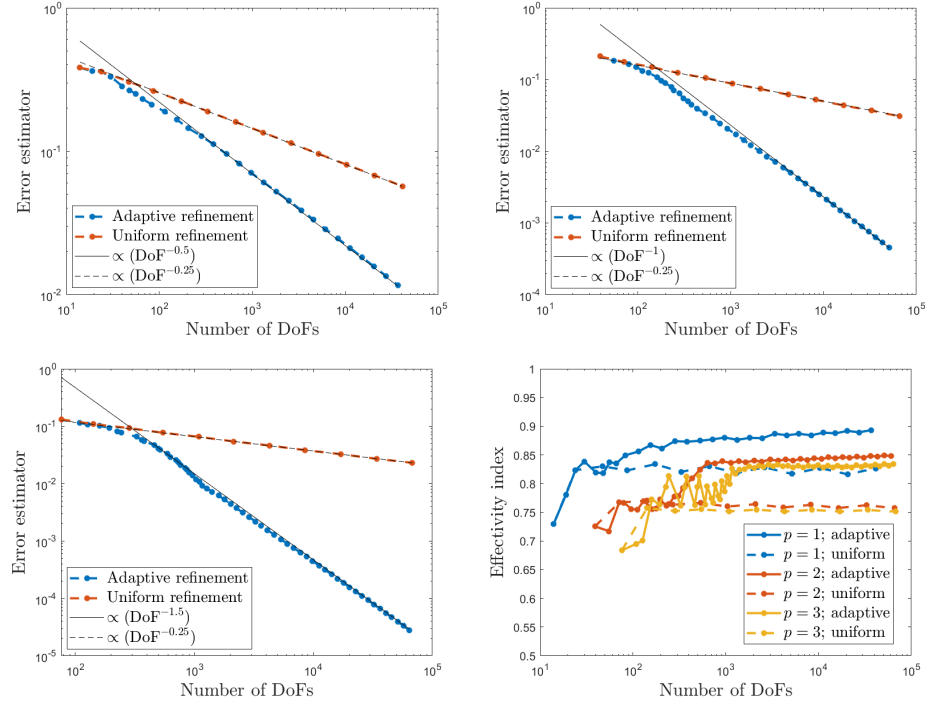 10^0
10^-1
10^-2
Error estimator
Adaptive refinement
Uniform refinement
∝ (DoF^-0.5)
∝ (DoF^-0.25)
10^1 10^2 10^3 10^4 10^5
Number of DoFs
10^0
10^-1
10^-2
10^-3
10^-4
Error estimator
Adaptive refinement
Uniform refinement
∝ (DoF^-1)
∝ (DoF^-0.25)
10^1 10^2 10^3 10^4 10^5
Number of DoFs
10^0
10^-1
10^-2
10^-3
10^-4
10^-5
Error estimator
Adaptive refinement
Uniform refinement
∝ (DoF^-1.5)
∝ (DoF^-0.25)
10^2 10^3 10^4 10^5
Number of DoFs
1
0.95
0.9
0.85
0.8
0.75
0.7
0.65
0.6
0.55
0.5
Effectivity index
p = 1; adaptive
p = 1; uniform
p = 2; adaptive
p = 2; uniform
p = 3; adaptive
p = 3; uniform
10^1 10^2 10^3 10^4 10^5
Number of DoFs